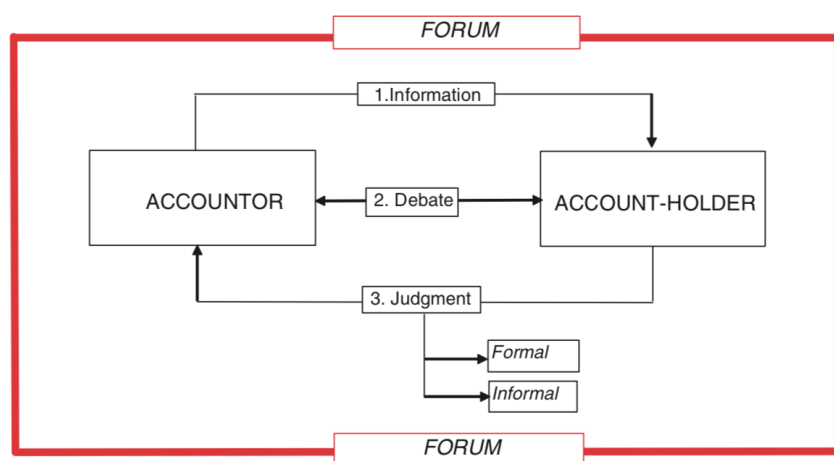 FORUM
1.Information
ACCOUNTOR
2. Debate
ACCOUNT-HOLDER
3. Judgment
Formal
Informal
FORUM